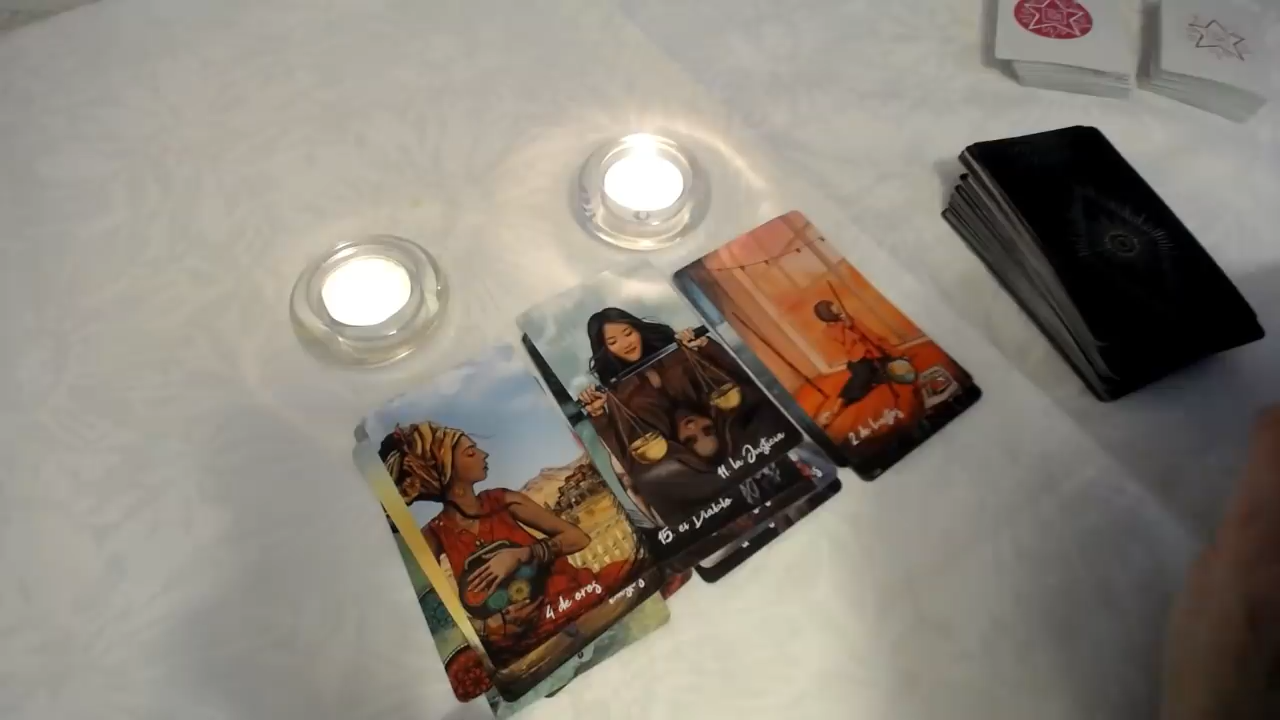 11. la Justicia
2 de bastos
15. el Diablo
4 de oros